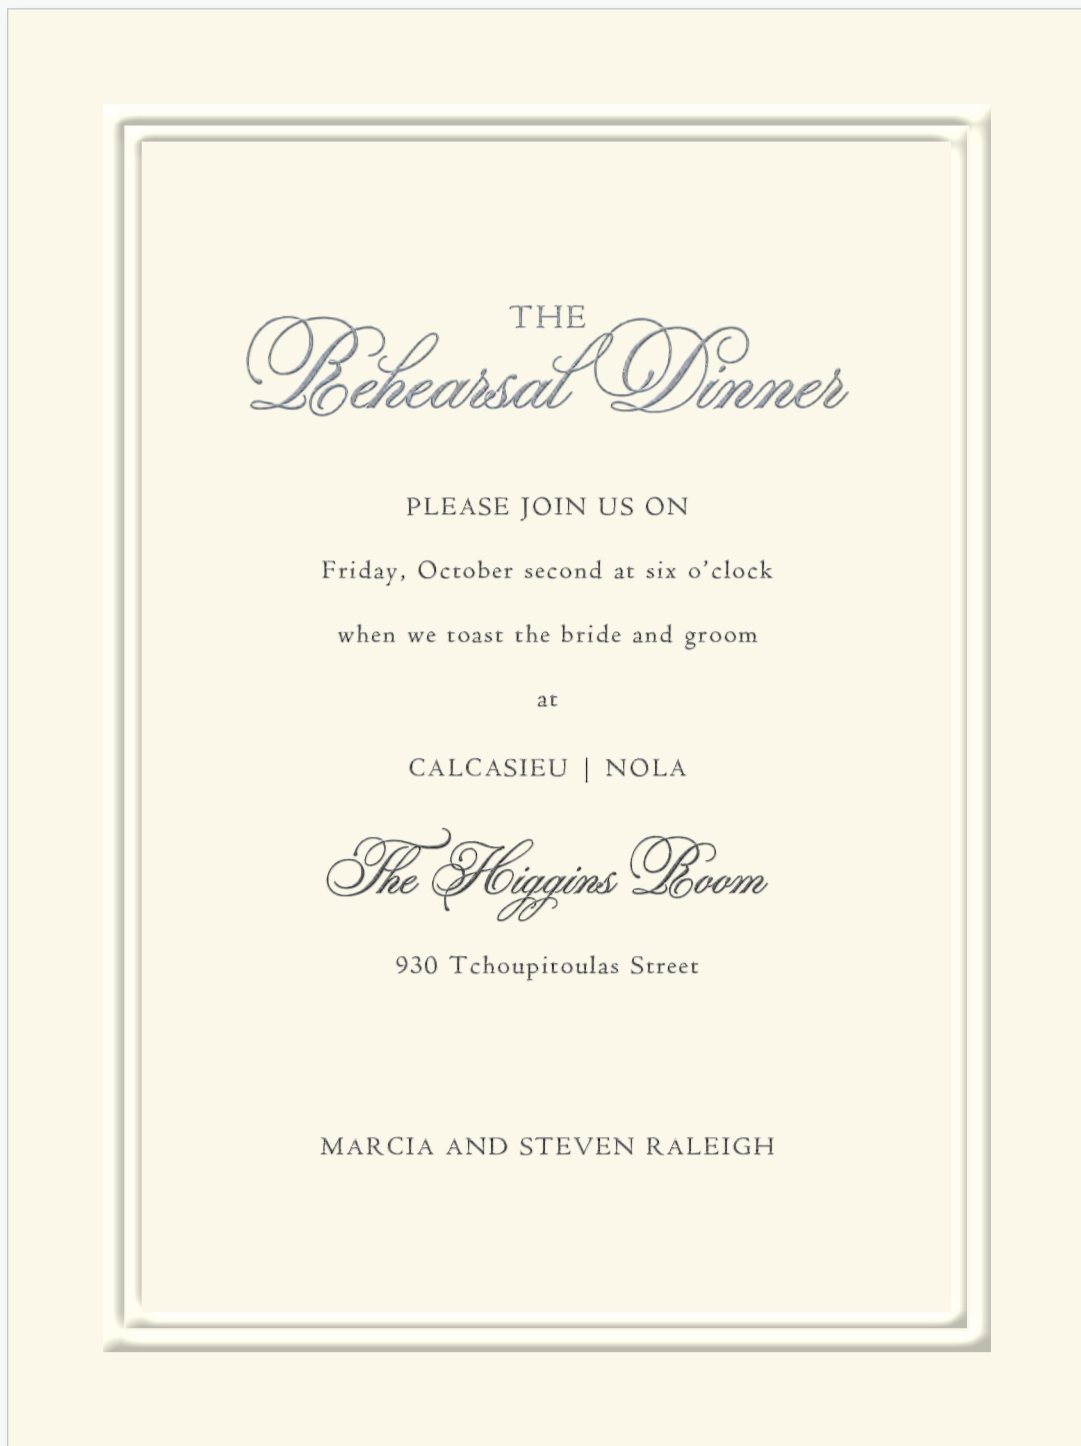 THE
Rehearsal Dinner
PLEASE JOIN US ON
Friday, October second at six o’clock
when we toast the bride and groom
at
CALCASIEU | NOLA
The Higgins Room
930 Tchoupitoulas Street
MARCIA AND STEVEN RALEIGH